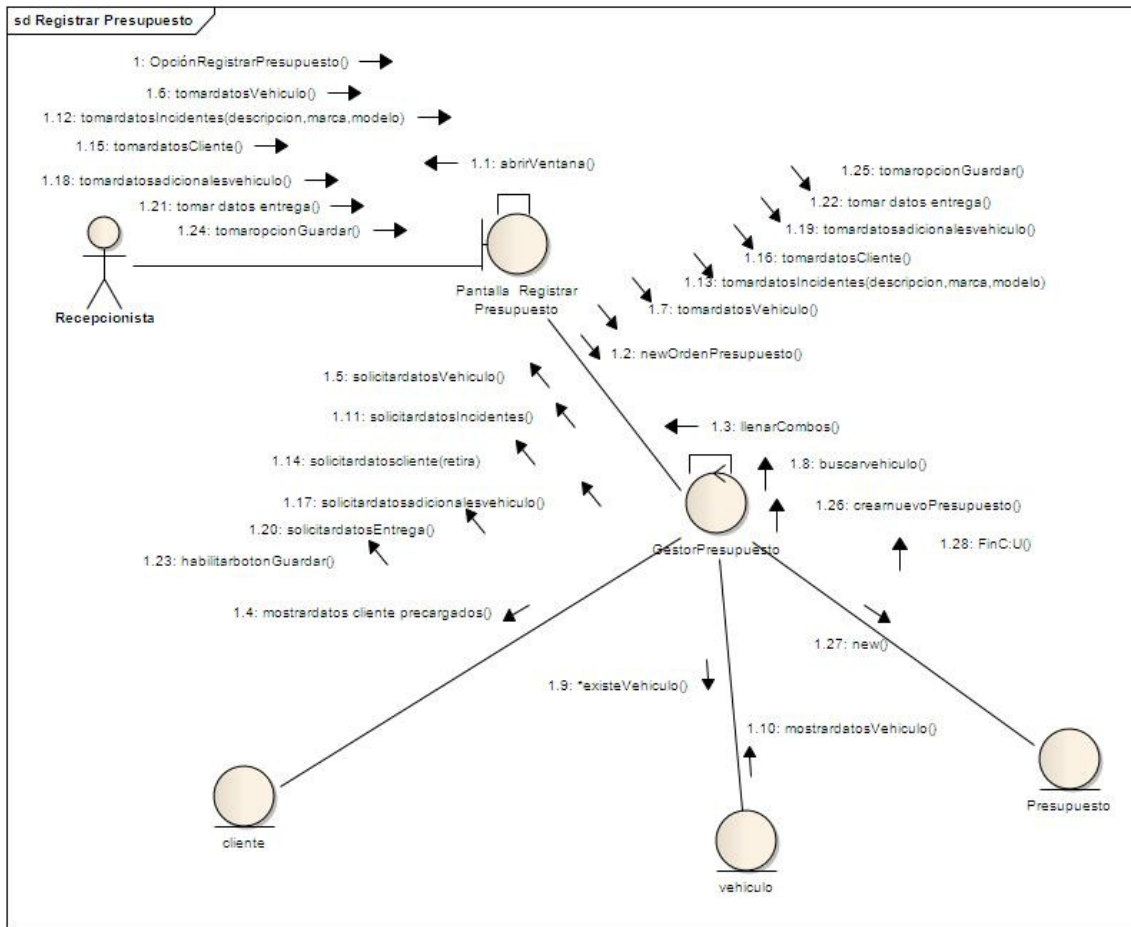 sd Registrar Presupuesto
1: OpciónRegistrarPresupuesto()
1.6: tomardatosVehiculo()
1.12: tomardatosIncidentes(descripcion,marca,modelo)
1.15: tomardatosCliente()
1.1: abrirVentana()
1.25: tomaropcionGuardar()
1.18: tomardatosadicionalesvehiculo()
1.22: tomar datos entrega()
1.21: tomar datos entrega()
1.19: tomardatosadicionalesvehiculo()
1.24: tomaropcionGuardar()
1.16: tomardatosCliente()
1.13: tomardatosIncidentes(descripcion,marca,modelo)
Pantalla Registrar
Presupuesto
1.7: tomardatosVehiculo()
Recepcionista
1.2: newOrdenPresupuesto()
1.5: solicitardatosVehiculo()
1.11: solicitardatosIncidentes()
1.3: llenarCombos()
1.14: solicitardatoscliente(retira)
1.8: buscarvehiculo()
1.17: solicitardatosadicionalesvehiculo()
1.26: crearnuevoPresupuesto()
1.20: solicitardatosEntrega()
1.28: FinC:U()
GestorPresupuesto
1.23: habilitarbotonGuardar()
1.4: mostrardatos cliente precargados()
1.27: new()
1.9: *existeVehiculo()
1.10: mostrardatosVehiculo()
Presupuesto
cliente
vehiculo